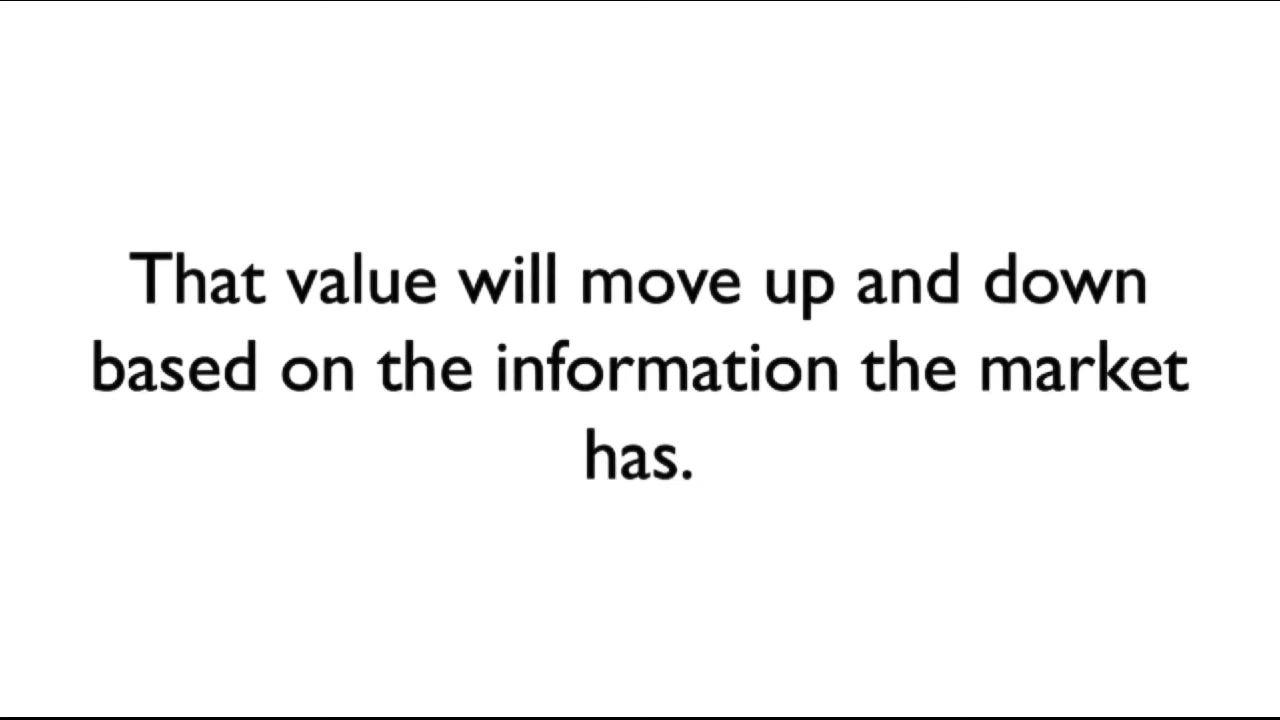 That value will move up and down
based on the information the market
has.